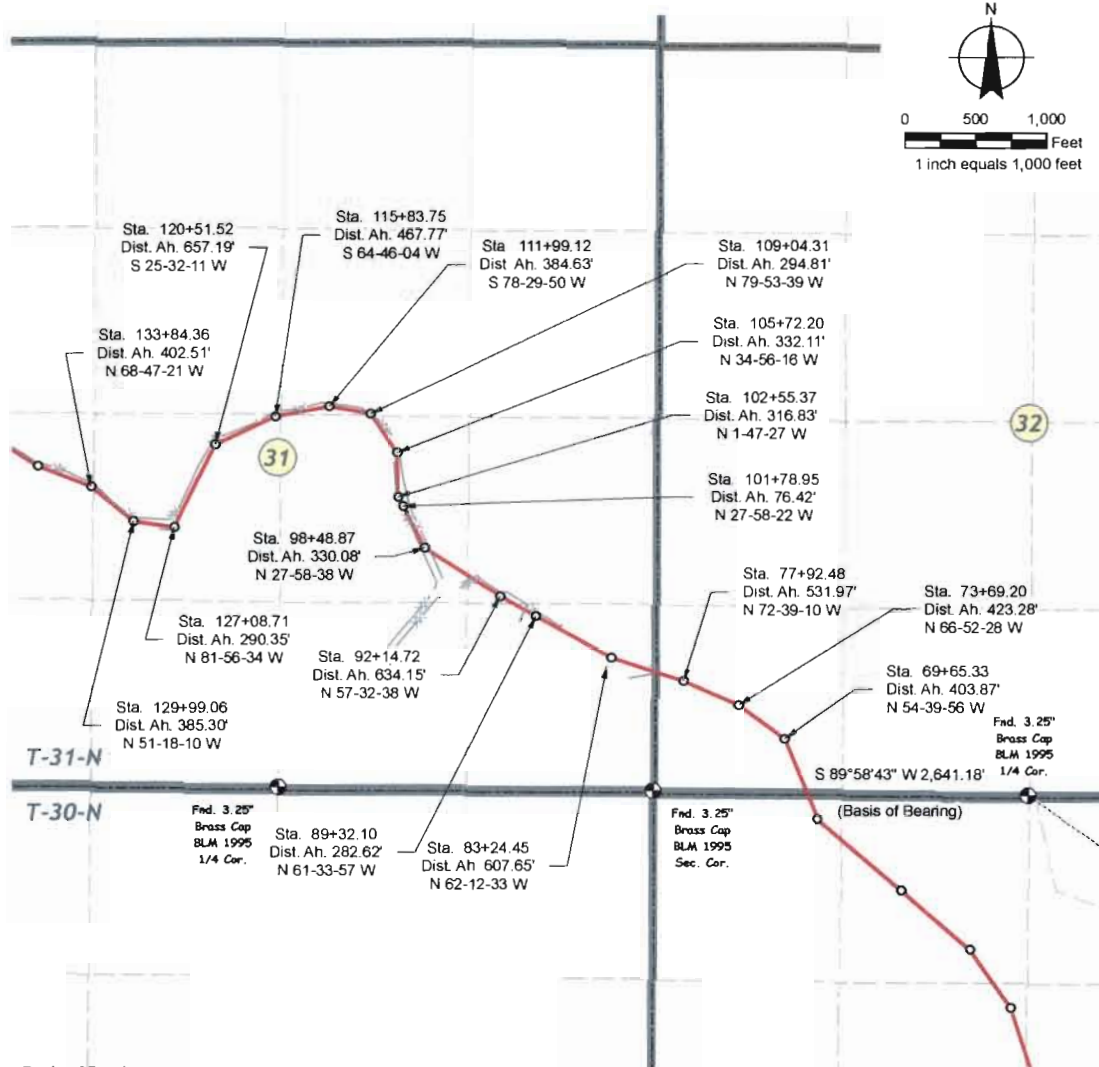 N
0 500 1,000
Feet
1 inch equals 1,000 feet
Sta. 120+51.52
Dist. Ah. 657.19'
S 25-32-11 W
Sta. 115+83.75
Dist. Ah. 467.77'
S 64-46-04 W
Sta 111+99.12
Dist Ah. 384.63'
S 78-29-50 W
Sta. 109+04.31
Dist. Ah. 294.81'
N 79-53-39 W
Sta. 133+84.36
Dist. Ah. 402.51'
N 68-47-21 W
Sta. 105+72.20
Dist. Ah. 332.11'
N 34-56-16 W
Sta. 102+55.37
Dist. Ah. 316.83'
N 1-47-27 W
32
31
Sta. 101+78.95
Dist. Ah. 76.42'
N 27-58-22 W
Sta. 98+48.87
Dist. Ah. 330.08'
N 27-58-38 W
Sta. 77+92.48
Dist. Ah. 531.97'
N 72-39-10 W
Sta. 73+69.20
Dist. Ah. 423.28'
N 66-52-28 W
Sta. 127+08.71
Dist. Ah. 290.35'
N 81-56-34 W
Sta. 92+14.72
Dist. Ah. 634.15'
N 57-32-38 W
Sta. 69+65.33
Dist. Ah. 403.87'
N 54-39-56 W
Sta. 129+99.06
Dist. Ah. 385.30'
N 51-18-10 W
Fnd. 3.25"
Brass Cap
BLM 1995
1/4 Cor.
T-31-N
S 89°58'43" W 2,641.18'
T-30-N
(Basis of Bearing)
Fnd. 3.25"
Brass Cap
BLM 1995
1/4 Cor.
Sta. 89+32.10
Dist. Ah. 282.62'
N 61-33-57 W
Sta. 83+24.45
Dist. Ah 607.65'
N 62-12-33 W
Fnd. 3.25"
Brass Cap
BLM 1995
Sec. Cor.